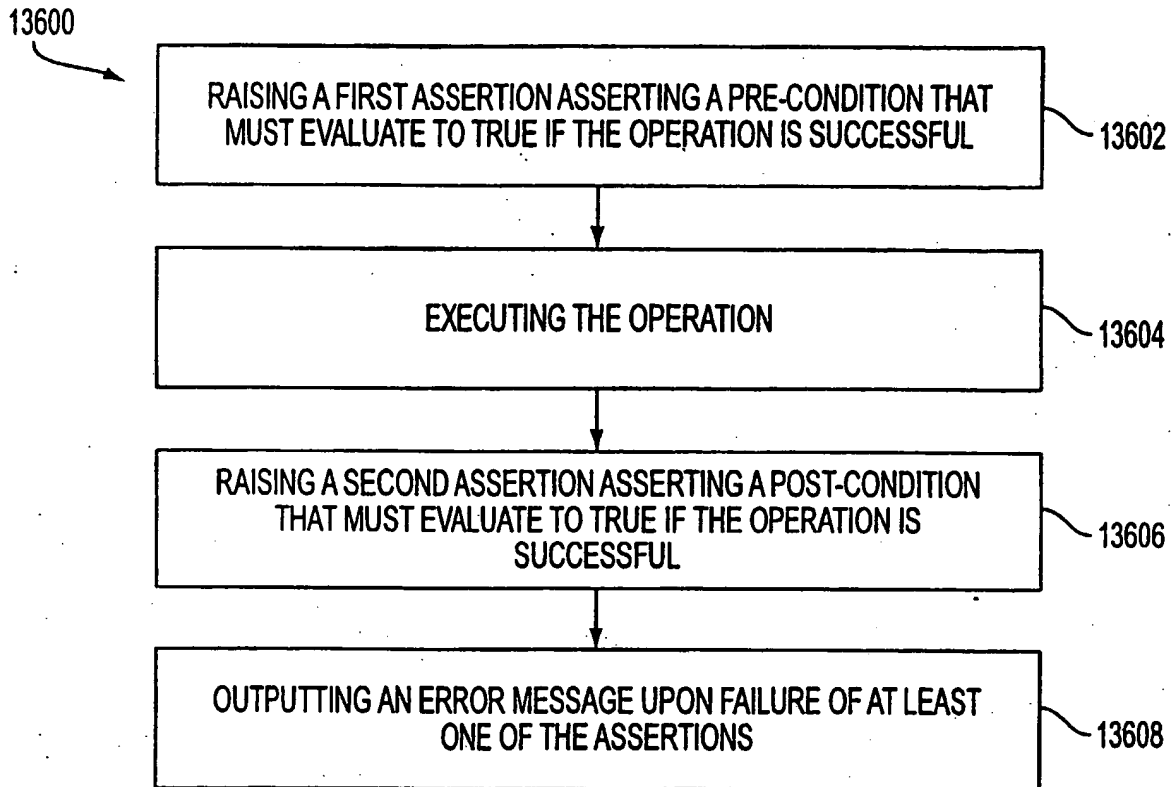 13600
RAISING A FIRST ASSERTION ASSERTING A PRE-CONDITION THAT
MUST EVALUATE TO TRUE IF THE OPERATION IS SUCCESSFUL
13602
EXECUTING THE OPERATION
13604
RAISING A SECOND ASSERTION ASSERTING A POST-CONDITION
THAT MUST EVALUATE TO TRUE IF THE OPERATION IS
SUCCESSFUL
13606
OUTPUTTING AN ERROR MESSAGE UPON FAILURE OF AT LEAST
ONE OF THE ASSERTIONS
13608